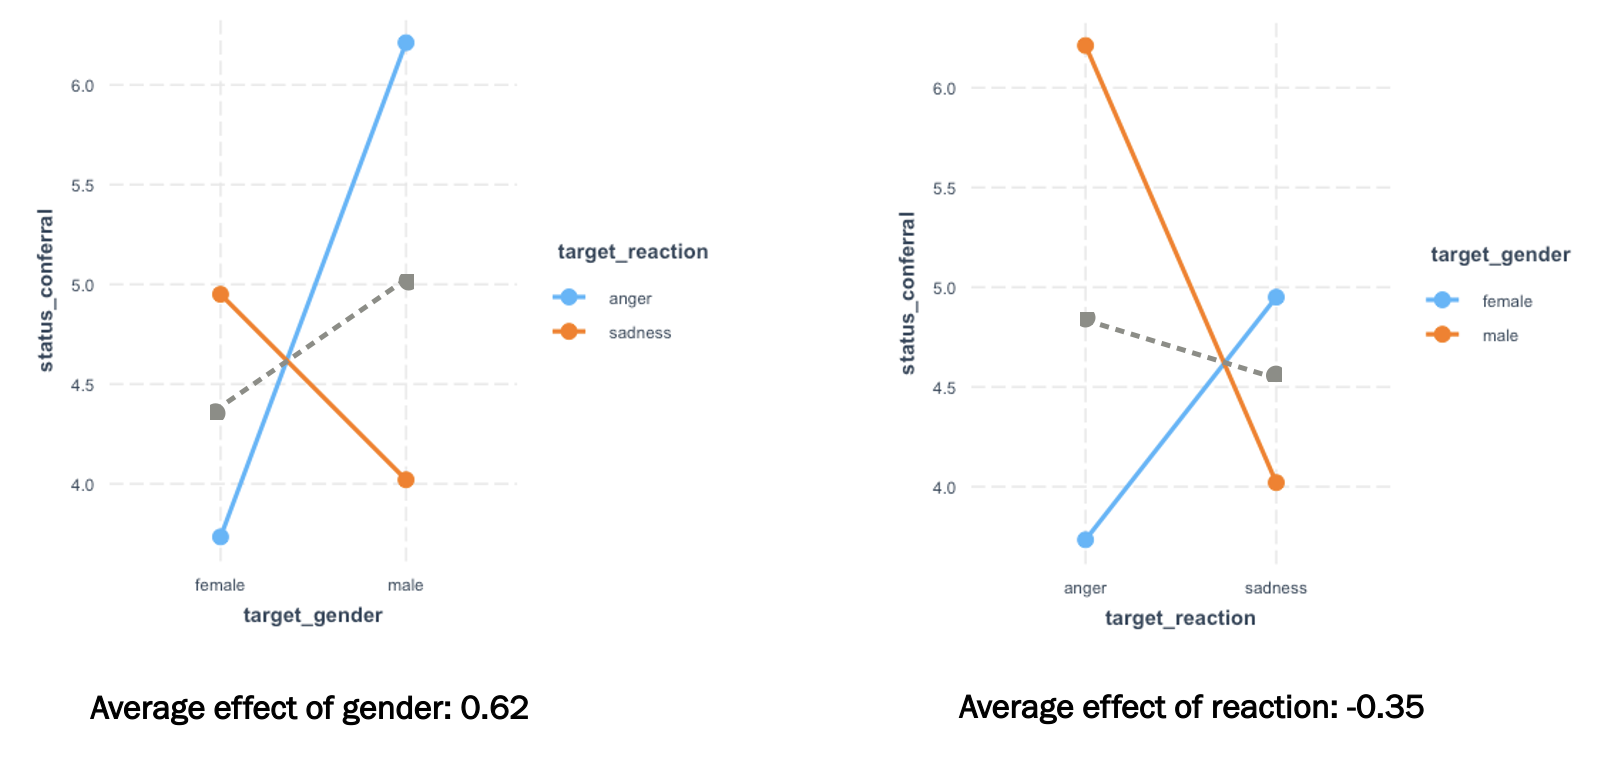 6.0
5.5
5.0
4.5
4.0
status_conferral
female
male
target_gender
target_reaction
anger
sadness
Average effect of gender: 0.62
6.0
5.5
5.0
4.5
4.0
status_conferral
anger
sadness
target_reaction
target_gender
female
male
Average effect of reaction: -0.35